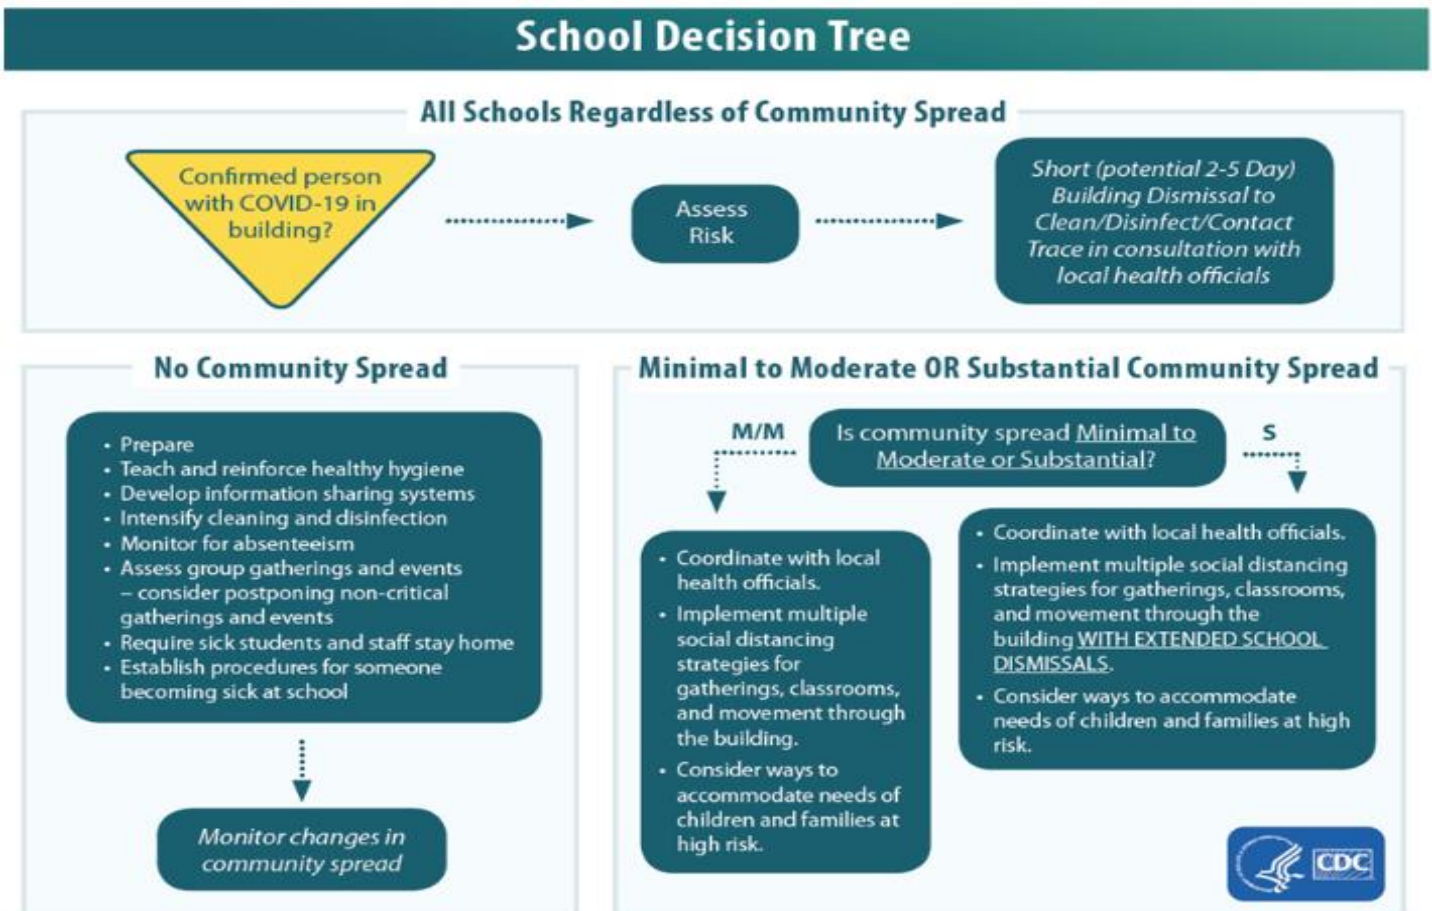 School Decision Tree
All Schools Regardless of Community Spread
Confirmed person
with COVID-19 in
building?
Assess
Risk
Short (potential 2-5 Day)
Building Dismissal to
Clean/Disinfect/Contact
Trace in consultation with
local health officials
No Community Spread
• Prepare
• Teach and reinforce healthy hygiene
• Develop information sharing systems
• Intensify cleaning and disinfection
• Monitor for absenteeism
• Assess group gatherings and events
– consider postponing non-critical
gatherings and events
• Require sick students and staff stay home
• Establish procedures for someone
becoming sick at school
Monitor changes in
community spread
Minimal to Moderate OR Substantial Community Spread
Is community spread Minimal to
Moderate or Substantial?
M/M
• Coordinate with local
health officials.
• Implement multiple
social distancing
strategies for
gatherings, classrooms,
and movement through
the building.
• Consider ways to
accommodate needs of
children and families at
high risk.
S
• Coordinate with local health officials.
• Implement multiple social distancing
strategies for gatherings, classrooms,
and movement through the
building WITH EXTENDED SCHOOL
DISMISSALS.
• Consider ways to accommodate
needs of children and families at high
risk.
CDC